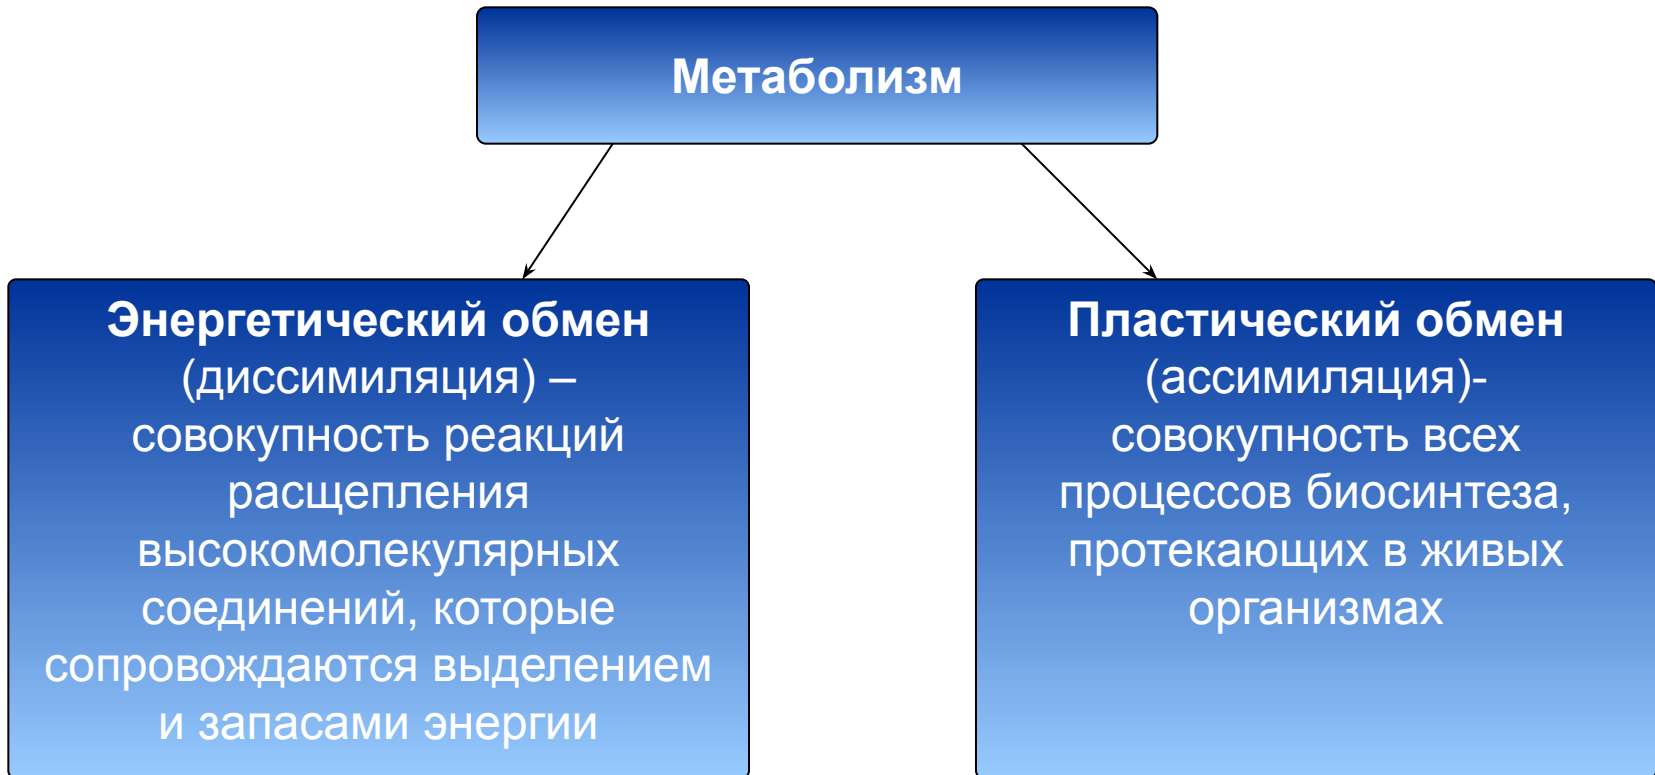 Метаболизм
Энергетический обмен
(диссимиляция) –
совокупность реакций
расщепления
высокомолекулярных
соединений, которые
сопровождаются выделением
и запасами энергии
Пластический обмен
(ассимиляция)-
совокупность всех
процессов биосинтеза,
протекающих в живых
организмах